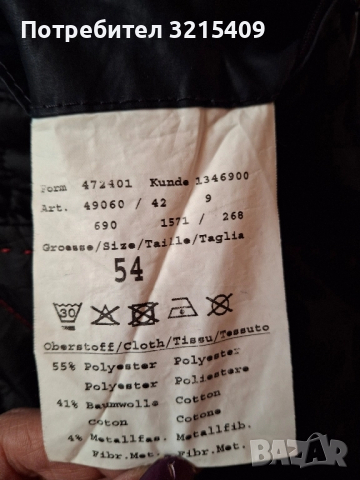 Потребител 3215409
Form 472401 Kunde 1346900
Art. 49060 / 42 9
690 1571 / 268
Groesse/Size/Taille/Taglia
54
30
Oberstoff/Cloth/Tissu/Tessuto
55% Polyester Polyester
Polyester Poliestere
41% Baumwolle Cotton
Coton Cotone
4% Metallfas. Metallfib.
Fibr.Met. Fibr.Met.
BAZAR